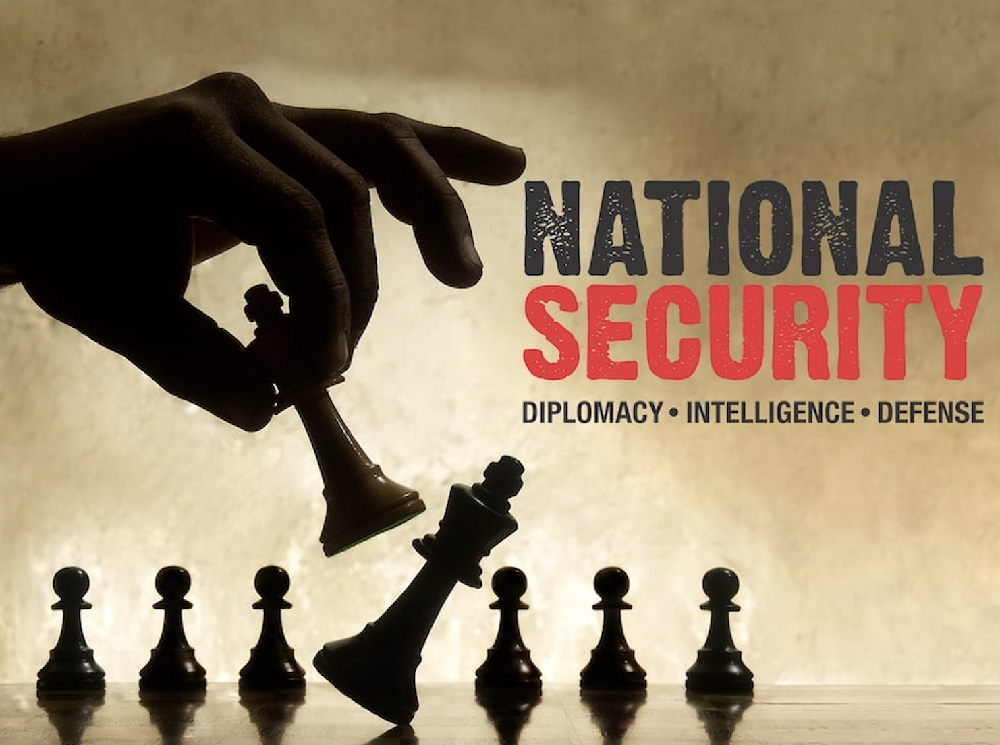 NATIONAL
SECURITY
DIPLOMACY • INTELLIGENCE • DEFENSE